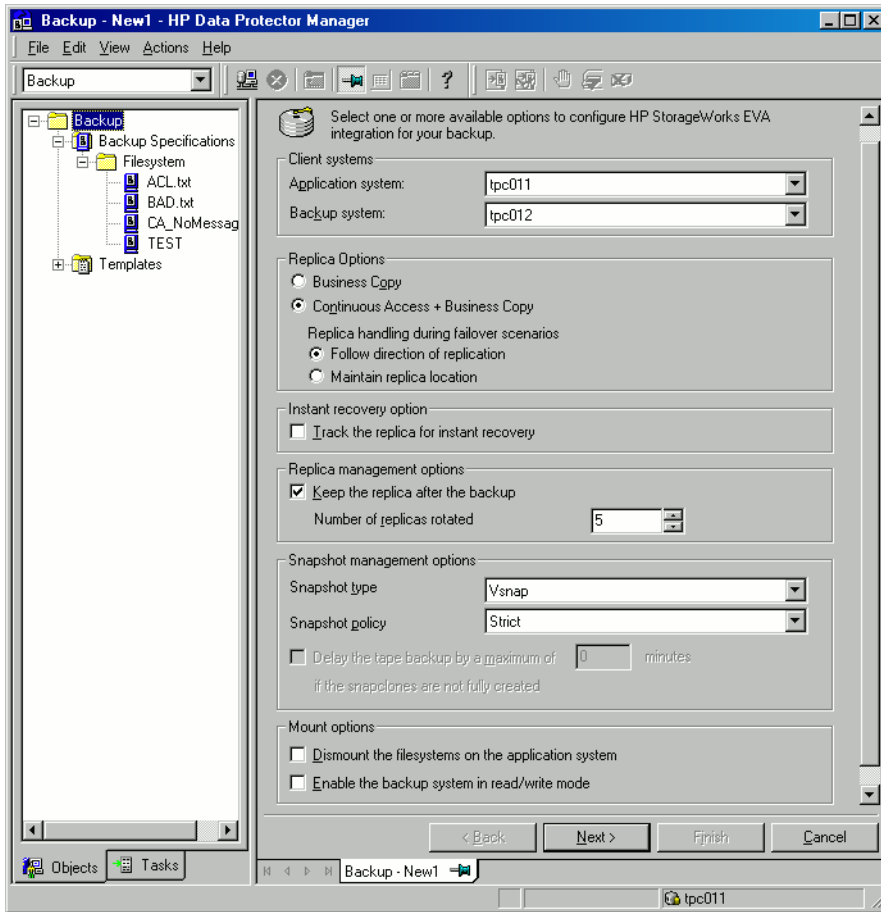 Backup - New1 - HP Data Protector Manager
File Edit View Actions Help
Backup
Backup
Backup Specifications
Filesystem
ACL.txt
BAD.txt
CA_NoMessag
TEST
Templates
Objects
Tasks
Select one or more available options to configure HP StorageWorks EVA
integration for your backup.
Client systems
Application system: tpc011
Backup system: tpc012
Replica Options
Business Copy
Continuous Access + Business Copy
Replica handling during failover scenarios
Follow direction of replication
Maintain replica location
Instant recovery option
Track the replica for instant recovery
Replica management options
Keep the replica after the backup
Number of replicas rotated 5
Snapshot management options
Snapshot type Vsnap
Snapshot policy Strict
Delay the tape backup by a maximum of 0 minutes
if the snapclones are not fully created
Mount options
Dismount the filesystems on the application system
Enable the backup system in read/write mode
< Back Next > Finish Cancel
Backup - New1
tpc011